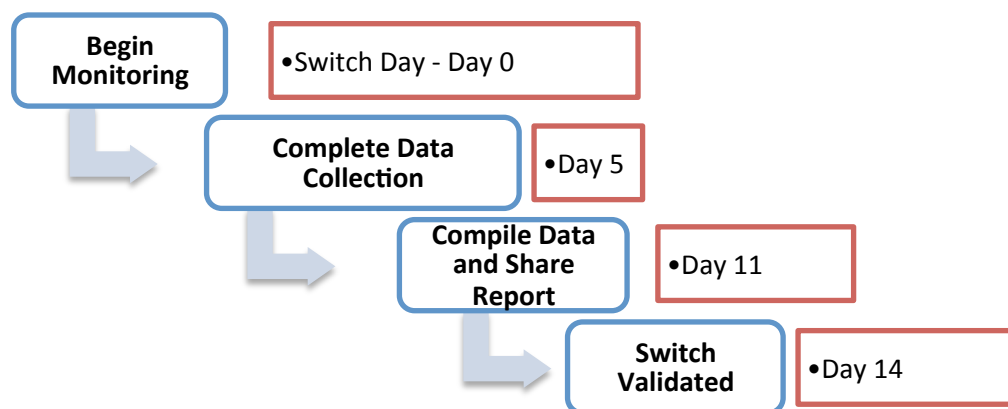 Begin
Monitoring
•Switch Day - Day 0
Complete Data
Collection
•Day 5
Compile Data
and Share
Report
•Day 11
Switch
Validated
•Day 14